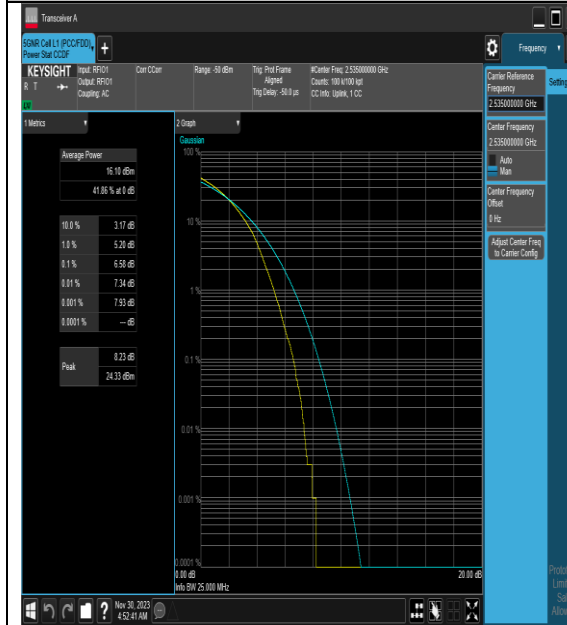 Transceiver A
5GNR Cell L1 (PCC/FDD),
Power Stat CCDF
Frequency
KEYSIGHT
R T
LV
Input: RFIO1
Output: RFIO1
Coupling: AC
Corr CCorr
Range: -50 dBm
Trig: Prot Frame
Aligned
Trig Delay: -50.0 µs
#Center Freq: 2.535000000 GHz
Counts: 100 k/100 kpt
CC Info: Uplink, 1 CC
Carrier Reference
Frequency
2.535000000 GHz
Setting
Center Frequency
2.535000000 GHz
Auto
Man
Center Frequency
Offset
0 Hz
Adjust Center Freq
to Carrier Config
1 Metrics
Average Power
16.10 dBm
41.86 % at 0 dB
10.0 % 3.17 dB
1.0 % 5.20 dB
0.1 % 6.58 dB
0.01 % 7.34 dB
0.001 % 7.93 dB
0.0001 % --- dB
Peak
8.23 dB
24.33 dBm
2 Graph
Gaussian
100 %
10 %
1 %
0.1 %
0.01 %
0.001 %
0.0001 %
0.00 dB
20.00 dB
Info BW 25.000 MHz
Protot
Limit
Sa
Allow
?
Nov 30, 2023
4:52:41 AM